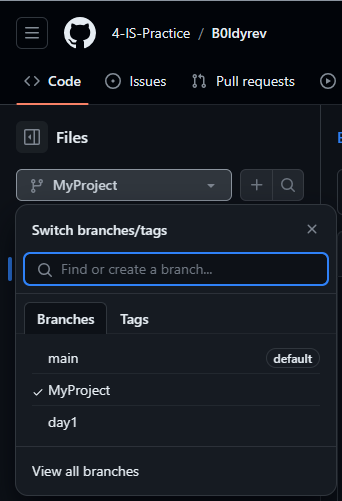 4-IS-Practice / B0ldyrev
Code Issues Pull requests
Files
MyProject
Switch branches/tags
Find or create a branch...
Branches Tags
main default
MyProject
day1
View all branches